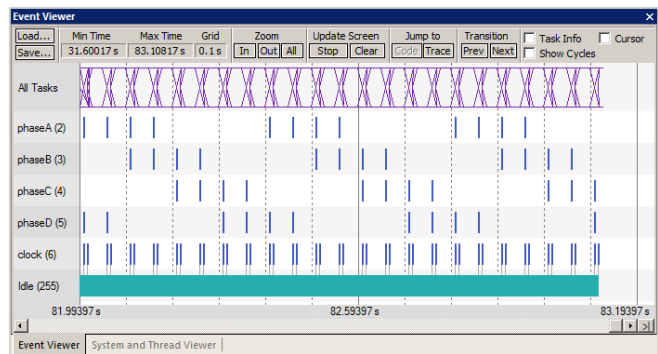 Event Viewer
Load... Min Time Max Time Grid Zoom Update Screen Jump to Transition Task Info Cursor
Save... 31.60017 s 83.10817 s 0.1 s In Out All Stop Clear Code Trace Prev Next Show Cycles
All Tasks
phaseA (2)
phaseB (3)
phaseC (4)
phaseD (5)
clock (6)
Idle (255)
81.99397 s 82.59397 s 83.19397 s
Event Viewer System and Thread Viewer